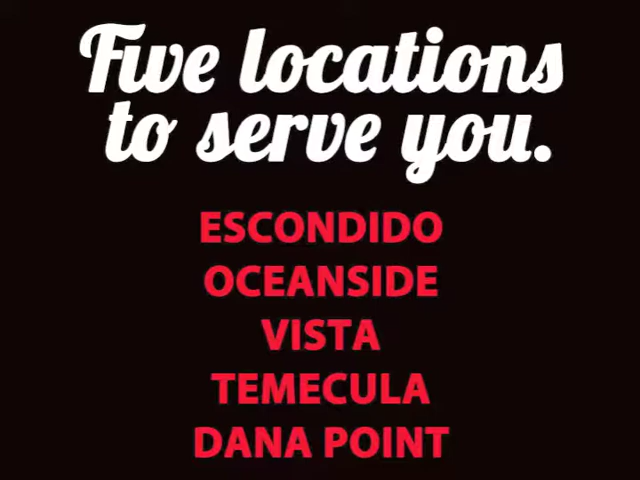 Five locations
to serve you.
ESCONDIDO
OCEANSIDE
VISTA
TEMECULA
DANA POINT